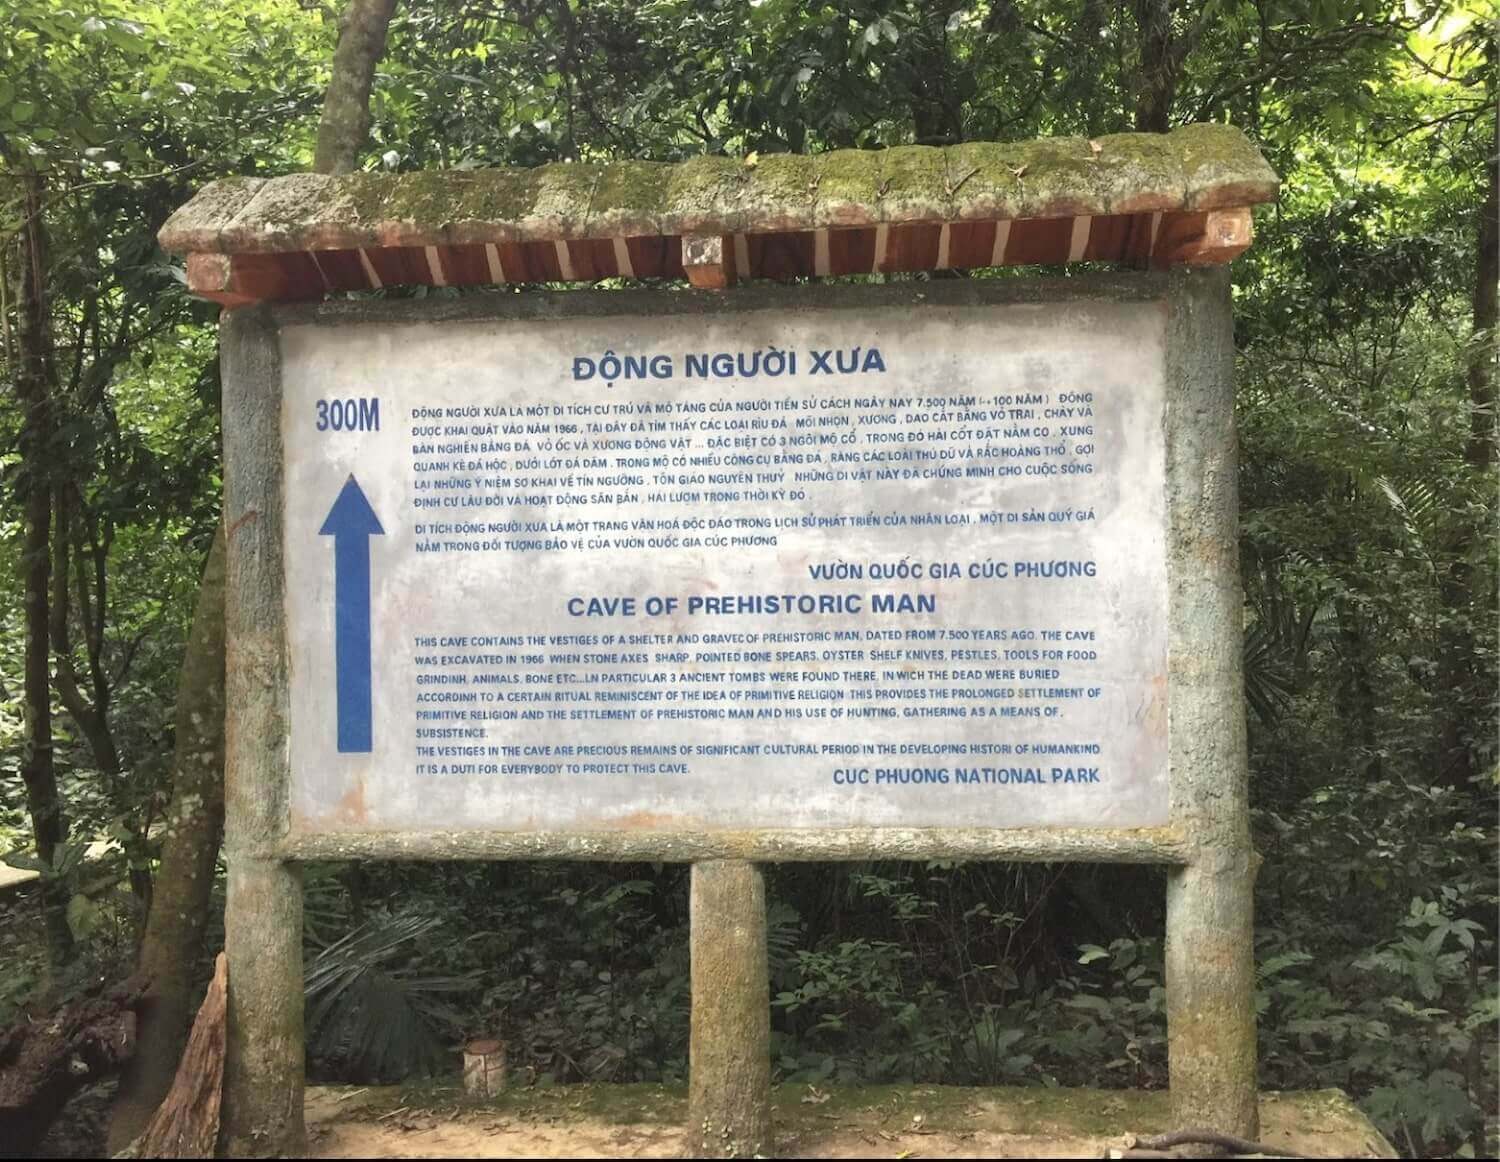 ĐỘNG NGƯỜI XƯA
300M
ĐỘNG NGƯỜI XƯA LÀ MỘT DI TÍCH CƯ TRÚ VÀ MỘ TÁNG CỦA NGƯỜI TIỀN SỬ CÁCH NGÀY NAY 7.500 NĂM (-+100 NĂM) ĐỘNG
ĐƯỢC KHAI QUẬT VÀO NĂM 1966, TẠI ĐÂY ĐÃ TÌM THẤY CÁC LOẠI RÌU ĐÁ MŨI NHỌN, XƯƠNG, DAO CẮT BẰNG VỎ TRAI, CHÀY VÀ
BÀN NGHIỀN BẰNG ĐÁ VỎ ỐC VÀ XƯƠNG ĐỘNG VẬT... ĐẶC BIỆT CÓ 3 NGÔI MỘ CỔ, TRONG ĐÓ HÀI CỐT ĐẶT NẰM CO, XUNG
QUANH KÈ ĐÁ HỘC, DƯỚI LÓT ĐÁ DĂM. TRONG MỘ CÓ NHIỀU CÔNG CỤ BẰNG ĐÁ, RĂNG CÁC LOÀI THÚ DỮ VÀ RẮC HOÀNG THỔ, GỢI
LẠI NHỮNG Ý NIỆM SƠ KHAI VỀ TÍN NGƯỠNG, TÔN GIÁO NGUYÊN THUỶ NHỮNG DI VẬT NÀY ĐÃ CHỨNG MINH CHO CUỘC SỐNG
ĐỊNH CƯ LÂU ĐỜI VÀ HOẠT ĐỘNG SĂN BẮN, HÁI LƯỢM TRONG THỜI KỲ ĐÓ.
DI TÍCH ĐỘNG NGƯỜI XƯA LÀ MỘT TRANG VĂN HOÁ ĐỘC ĐÁO TRONG LỊCH SỬ PHÁT TRIỂN CỦA NHÂN LOẠI, MỘT DI SẢN QUÝ GIÁ
NẰM TRONG ĐỐI TƯỢNG BẢO VỆ CỦA VƯỜN QUỐC GIA CÚC PHƯƠNG
VƯỜN QUỐC GIA CÚC PHƯƠNG
CAVE OF PREHISTORIC MAN
THIS CAVE CONTAINS THE VESTIGES OF A SHELTER AND GRAVEC OF PREHISTORIC MAN, DATED FROM 7.500 YEARS AGO. THE CAVE
WAS EXCAVATED IN 1966 WHEN STONE AXES SHARP, POINTED BONE SPEARS, OYSTER SHELF KNIVES, PESTLES, TOOLS FOR FOOD
GRINDINH, ANIMALS, BONE ETC...LN PARTICULAR 3 ANCIENT TOMBS WERE FOUND THERE, IN WICH THE DEAD WERE BURIED
ACCORDINH TO A CERTAIN RITUAL REMINISCENT OF THE IDEA OF PRIMITIVE RELIGION THIS PROVIDES THE PROLONGED SETTLEMENT OF
PRIMITIVE RELIGION AND THE SETTLEMENT OF PREHISTORIC MAN AND HIS USE OF HUNTING, GATHERING AS A MEANS OF,
SUBSISTENCE.
THE VESTIGES IN THE CAVE ARE PRECIOUS REMAINS OF SIGNIFICANT CULTURAL PERIOD IN THE DEVELOPING HISTORI OF HUMANKIND
IT IS A DUTI FOR EVERYBODY TO PROTECT THIS CAVE.
CUC PHUONG NATIONAL PARK